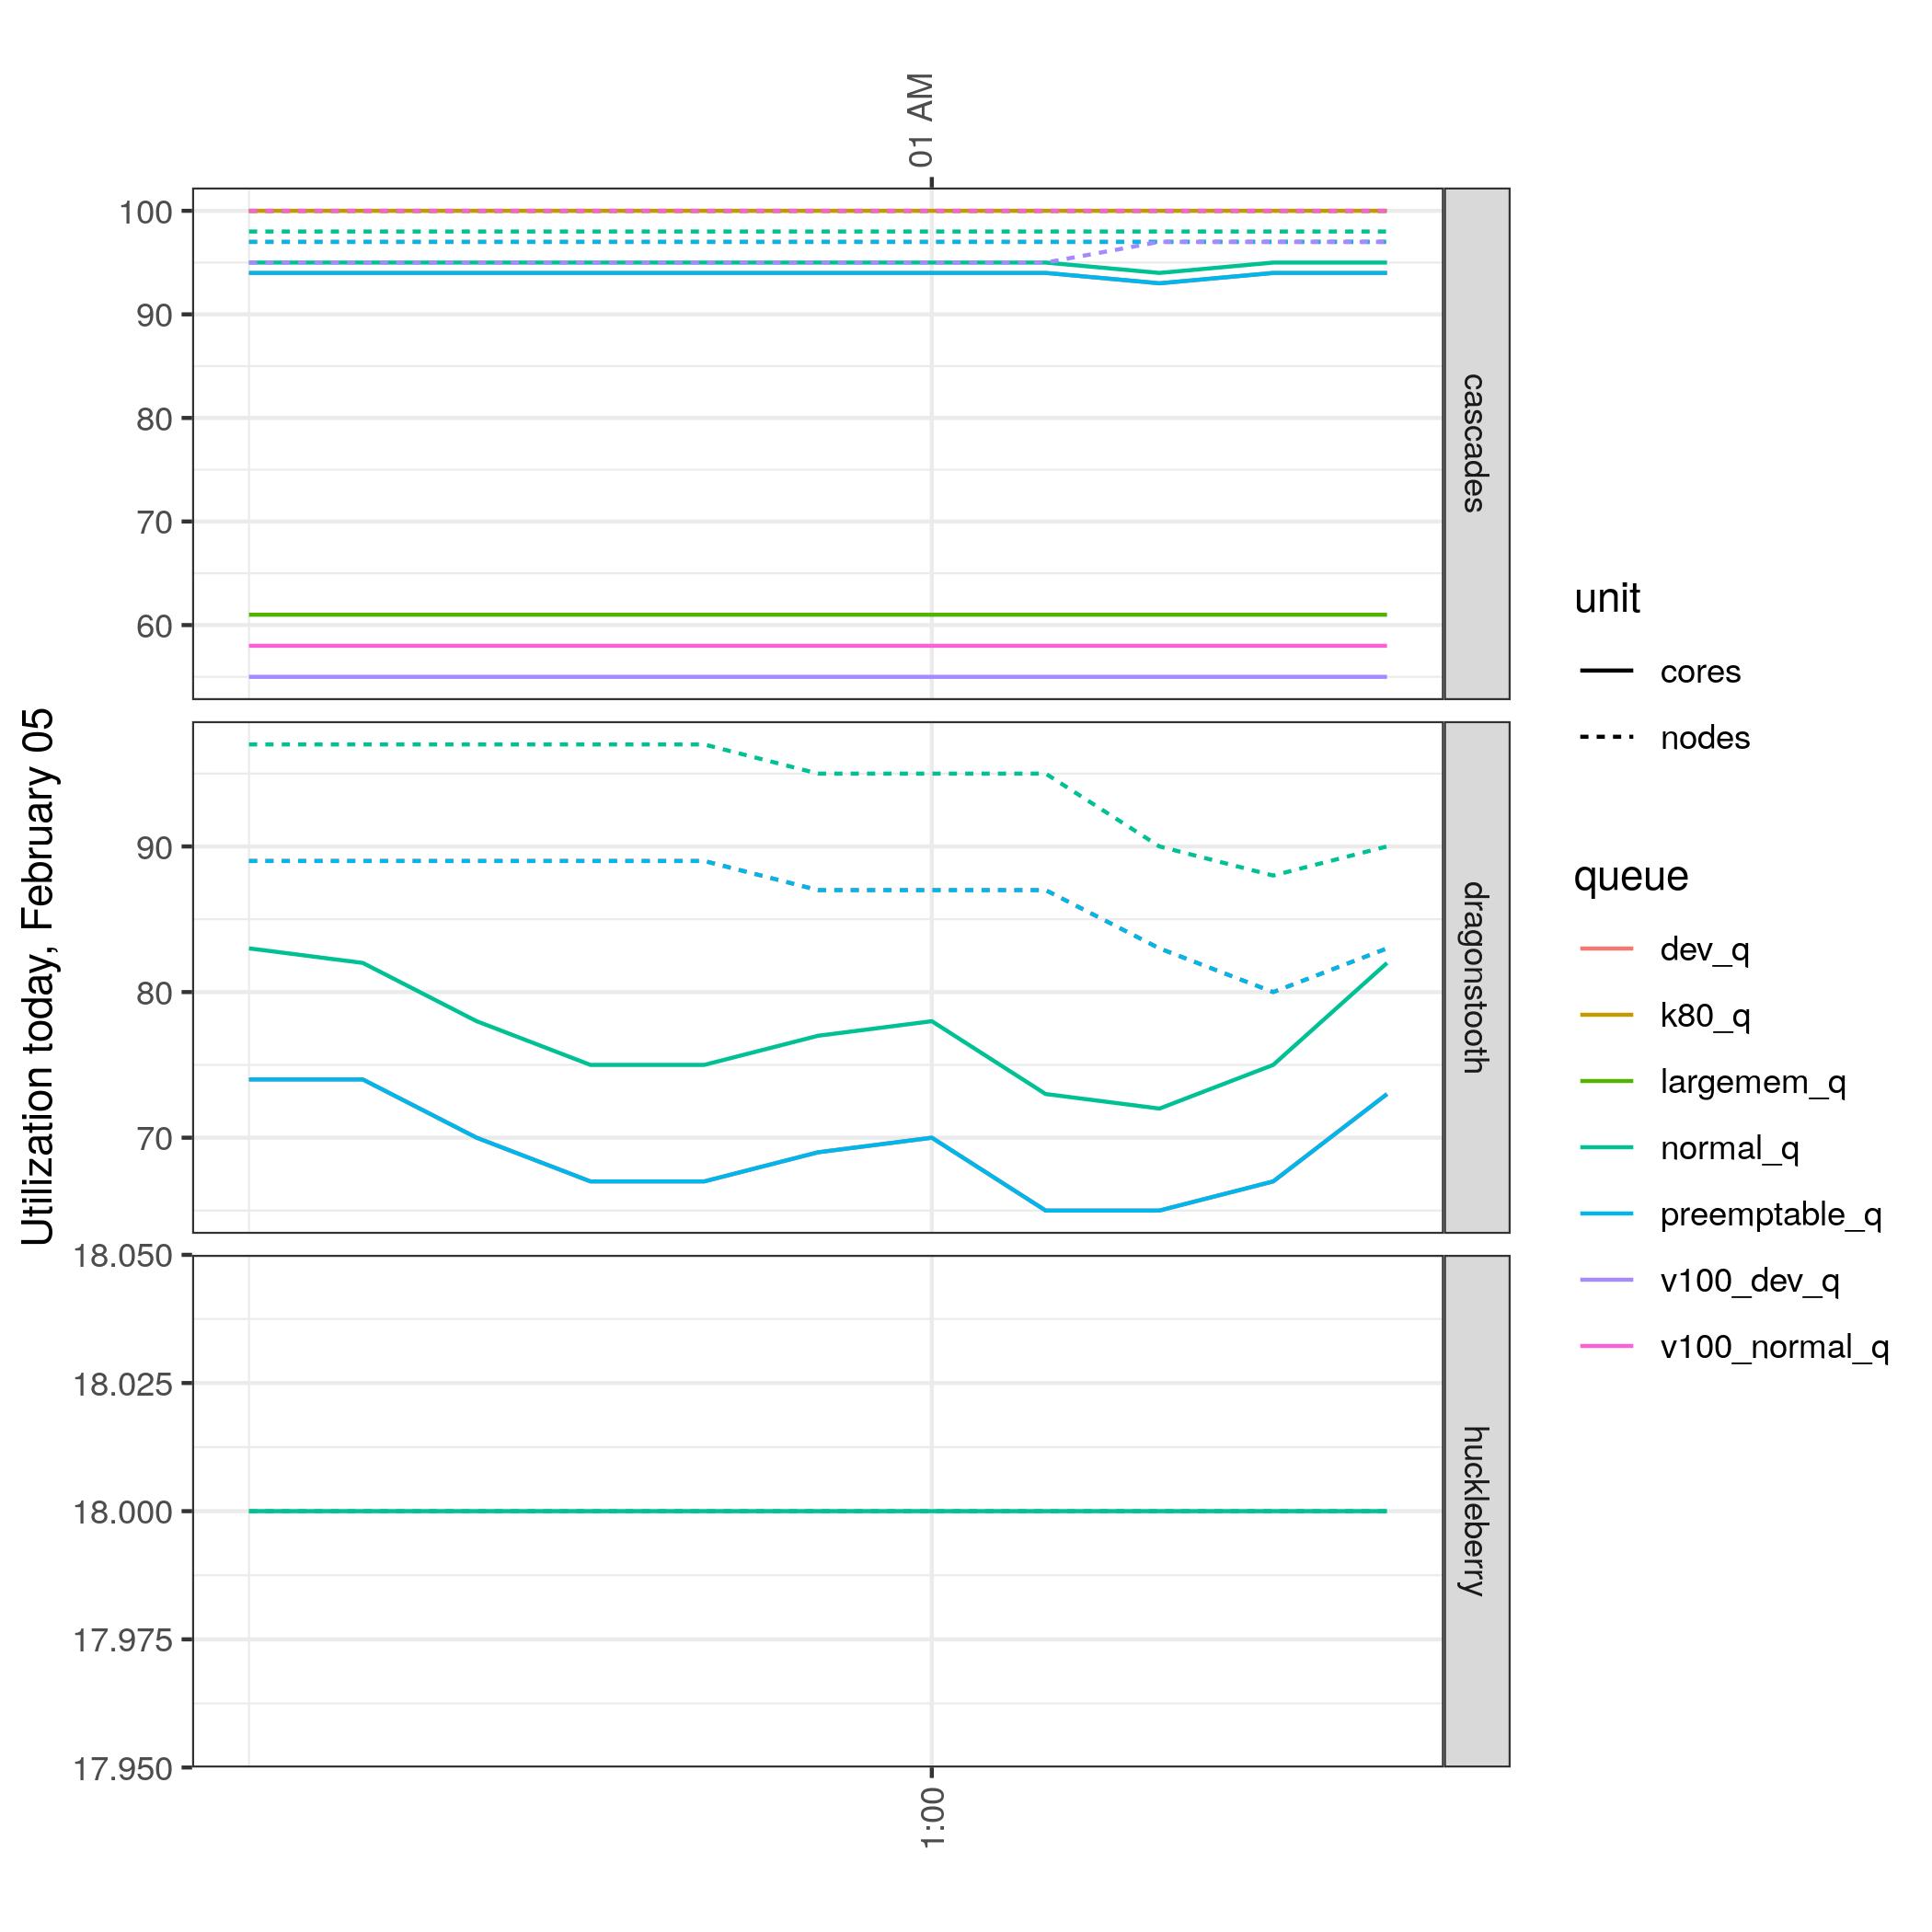 01 AM
Utilization today, February 05
100
90
80
70
60
cascades
90
80
70
dragonstooth
18.050
18.025
18.000
17.975
17.950
huckleberry
1:00
unit
cores
nodes
queue
dev_q
k80_q
largemem_q
normal_q
preemptable_q
v100_dev_q
v100_normal_q